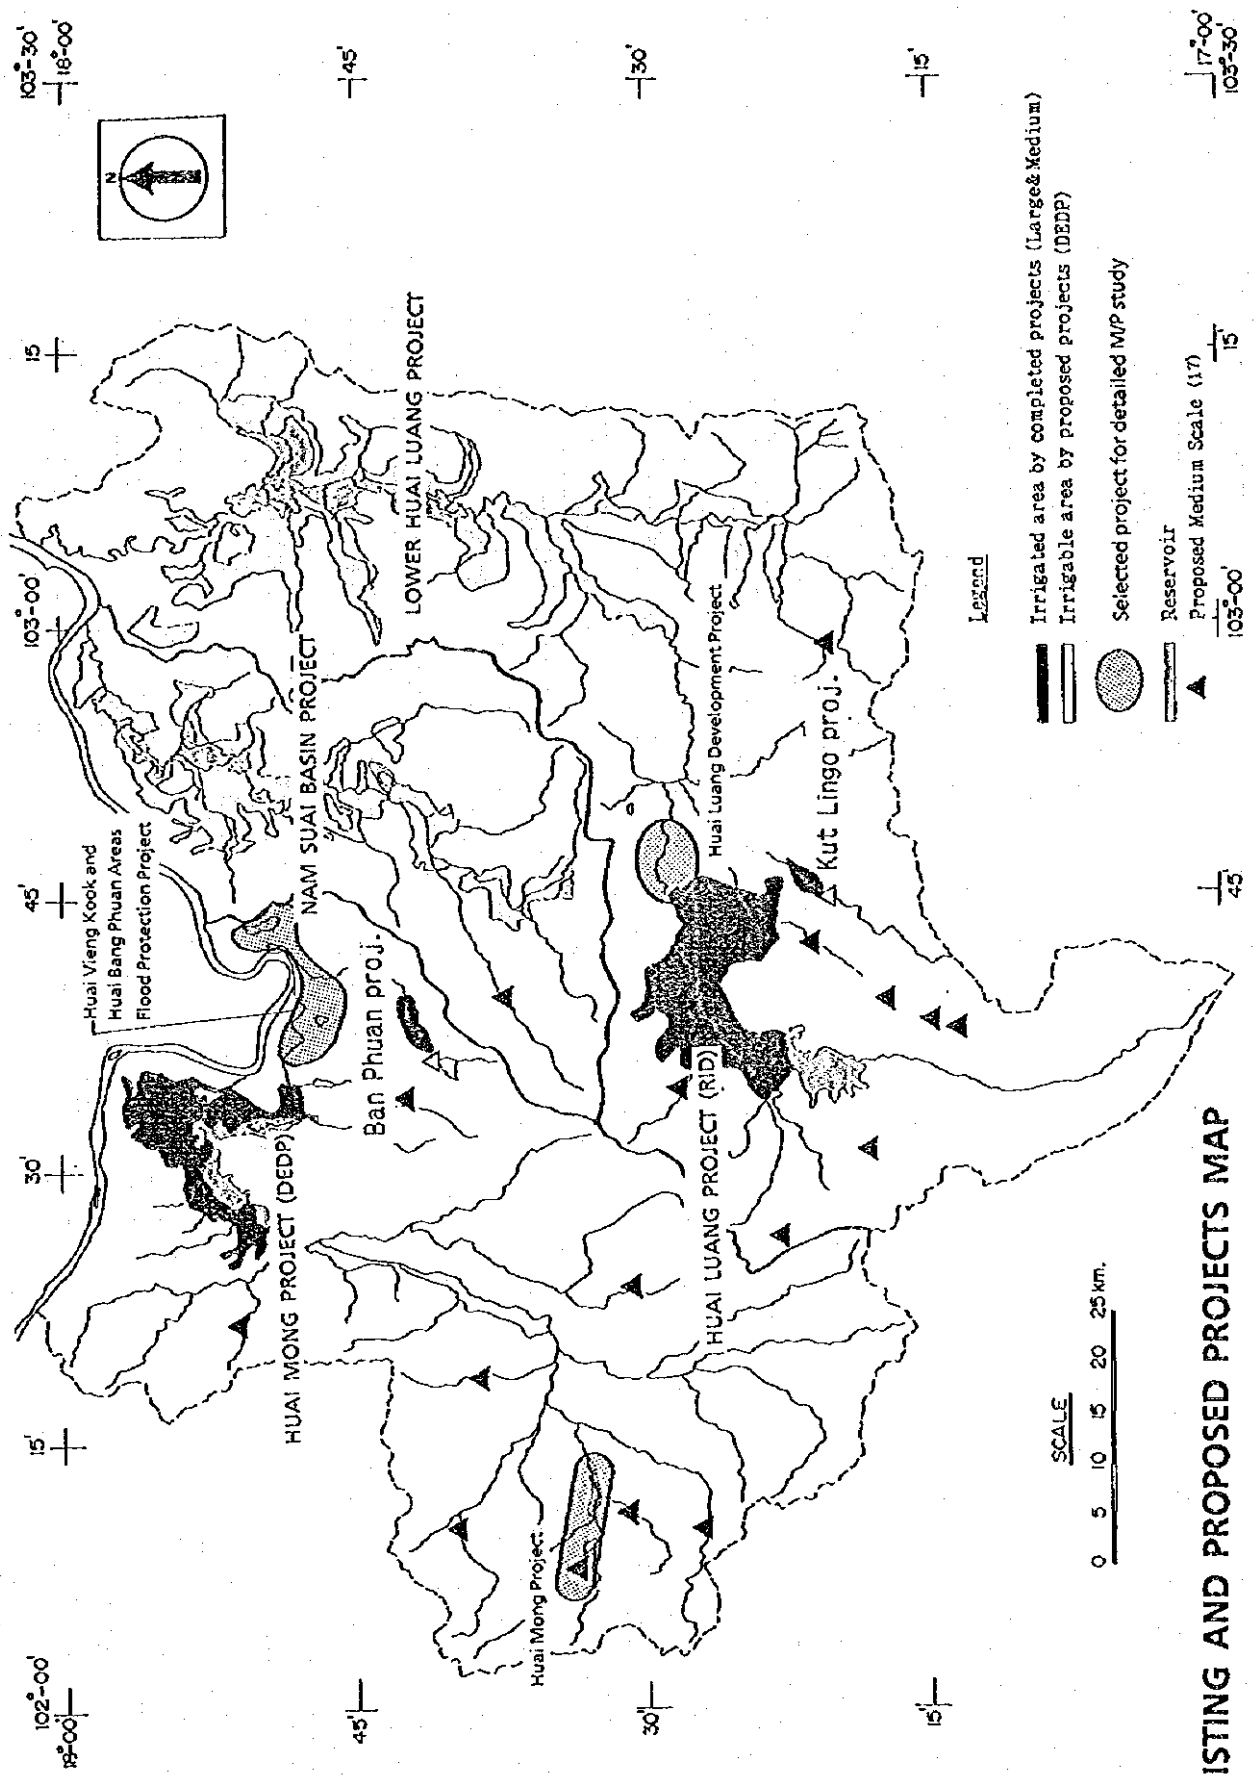 102°-00'
15'
30'
45'
103°-00'
15
103°-30'
18°-00'
18°-00'
N
Huai Vieng Kook and
Huai Bang Phuan Areas
Flood Protection Project
HUAI MONG PROJECT (DEDP)
NAM SUAI BASIN PROJECT
45'
Ban Phuan proj.
LOWER HUAI LUANG PROJECT
45'
Huai Mong Project
30'
30'
HUAI LUANG PROJECT (RID)
Huai Luang Development Project
Kut Lingo proj.
15'
15'
Legend
Irrigated area by completed projects (Large&Medium)
Irrigable area by proposed projects (DEDP)
Selected project for detailed M/P study
Reservoir
Proposed Medium Scale (17)
SCALE
0 5 10 15 20 25 km.
45'
103°-00'
15'
17°-00'
103°-30'
ISTING AND PROPOSED PROJECTS MAP